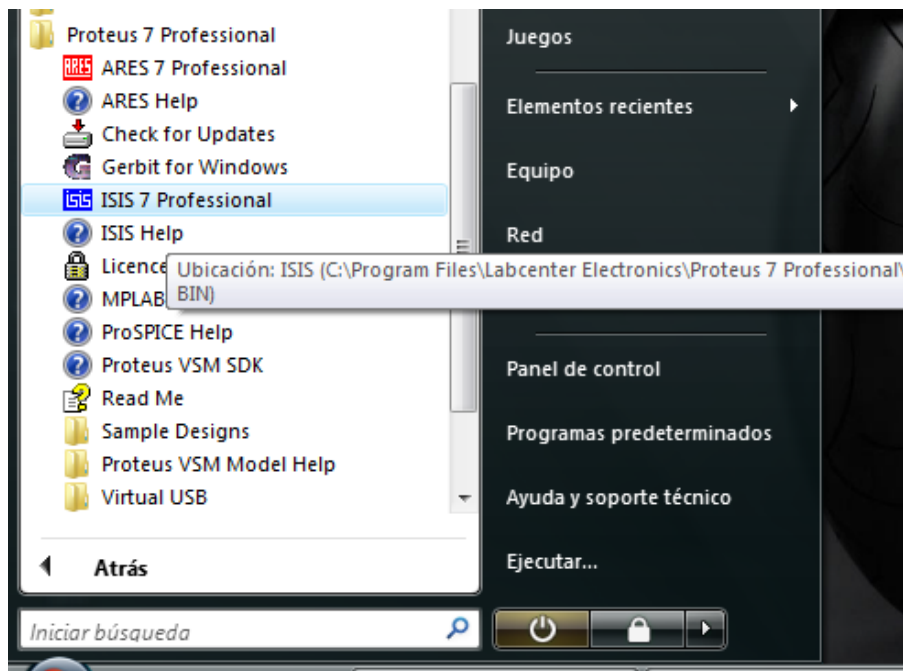 Proteus 7 Professional
ARES
ARES 7 Professional
ARES Help
Check for Updates
Gerbit for Windows
isis
ISIS 7 Professional
ISIS Help
Licence
MPLAB
ProSPICE Help
Proteus VSM SDK
Read Me
Sample Designs
Proteus VSM Model Help
Virtual USB
Atrás
Iniciar búsqueda
Ubicación: ISIS (C:\Program Files\Labcenter Electronics\Proteus 7 Professional\
BIN)
Juegos
Elementos recientes
Equipo
Red
Panel de control
Programas predeterminados
Ayuda y soporte técnico
Ejecutar...